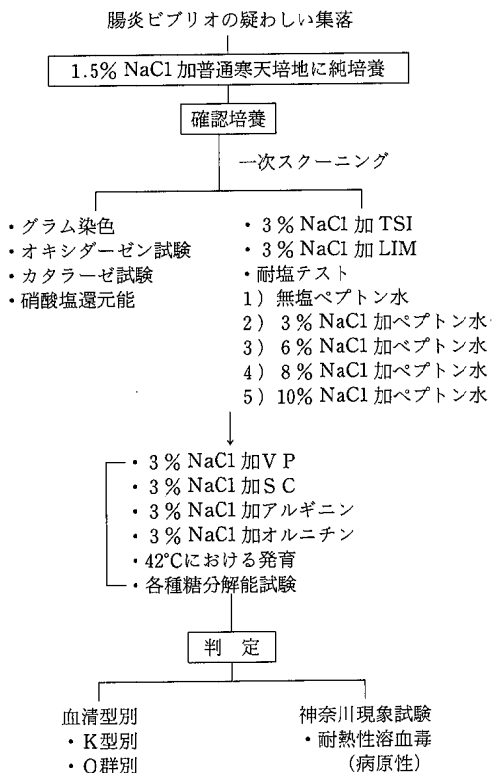 腸炎ビブリオの疑わしい集落
1.5% NaCl 加普通寒天培地に純培養
確認培養
一次スクーニング
・グラム染色
・オキシダーゼン試験
・カタラーゼ試験
・硝酸塩還元能
・3% NaCl 加 TSI
・3% NaCl 加 LIM
・耐塩テスト
1) 無塩ペプトン水
2) 3% NaCl 加ペプトン水
3) 6% NaCl 加ペプトン水
4) 8% NaCl 加ペプトン水
5) 10% NaCl 加ペプトン水
・3% NaCl 加VP
・3% NaCl 加SC
・3% NaCl 加アルギニン
・3% NaCl 加オルニチン
・42℃における発育
・各種糖分解能試験
判定
血清型別
・K型別
・O群別
神奈川現象試験
・耐熱性溶血毒
(病原性)